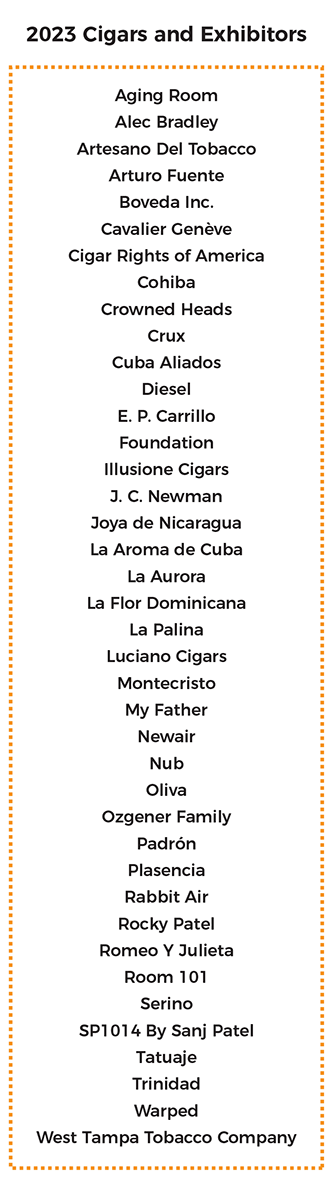 2023 Cigars and Exhibitors
Aging Room
Alec Bradley
Artesano Del Tobacco
Arturo Fuente
Boveda Inc.
Cavalier Genève
Cigar Rights of America
Cohiba
Crowned Heads
Crux
Cuba Aliados
Diesel
E. P. Carrillo
Foundation
Illusione Cigars
J. C. Newman
Joya de Nicaragua
La Aroma de Cuba
La Aurora
La Flor Dominicana
La Palina
Luciano Cigars
Montecristo
My Father
Newair
Nub
Oliva
Ozgener Family
Padrón
Plasencia
Rabbit Air
Rocky Patel
Romeo Y Julieta
Room 101
Serino
SP1014 By Sanj Patel
Tatuaje
Trinidad
Warped
West Tampa Tobacco Company